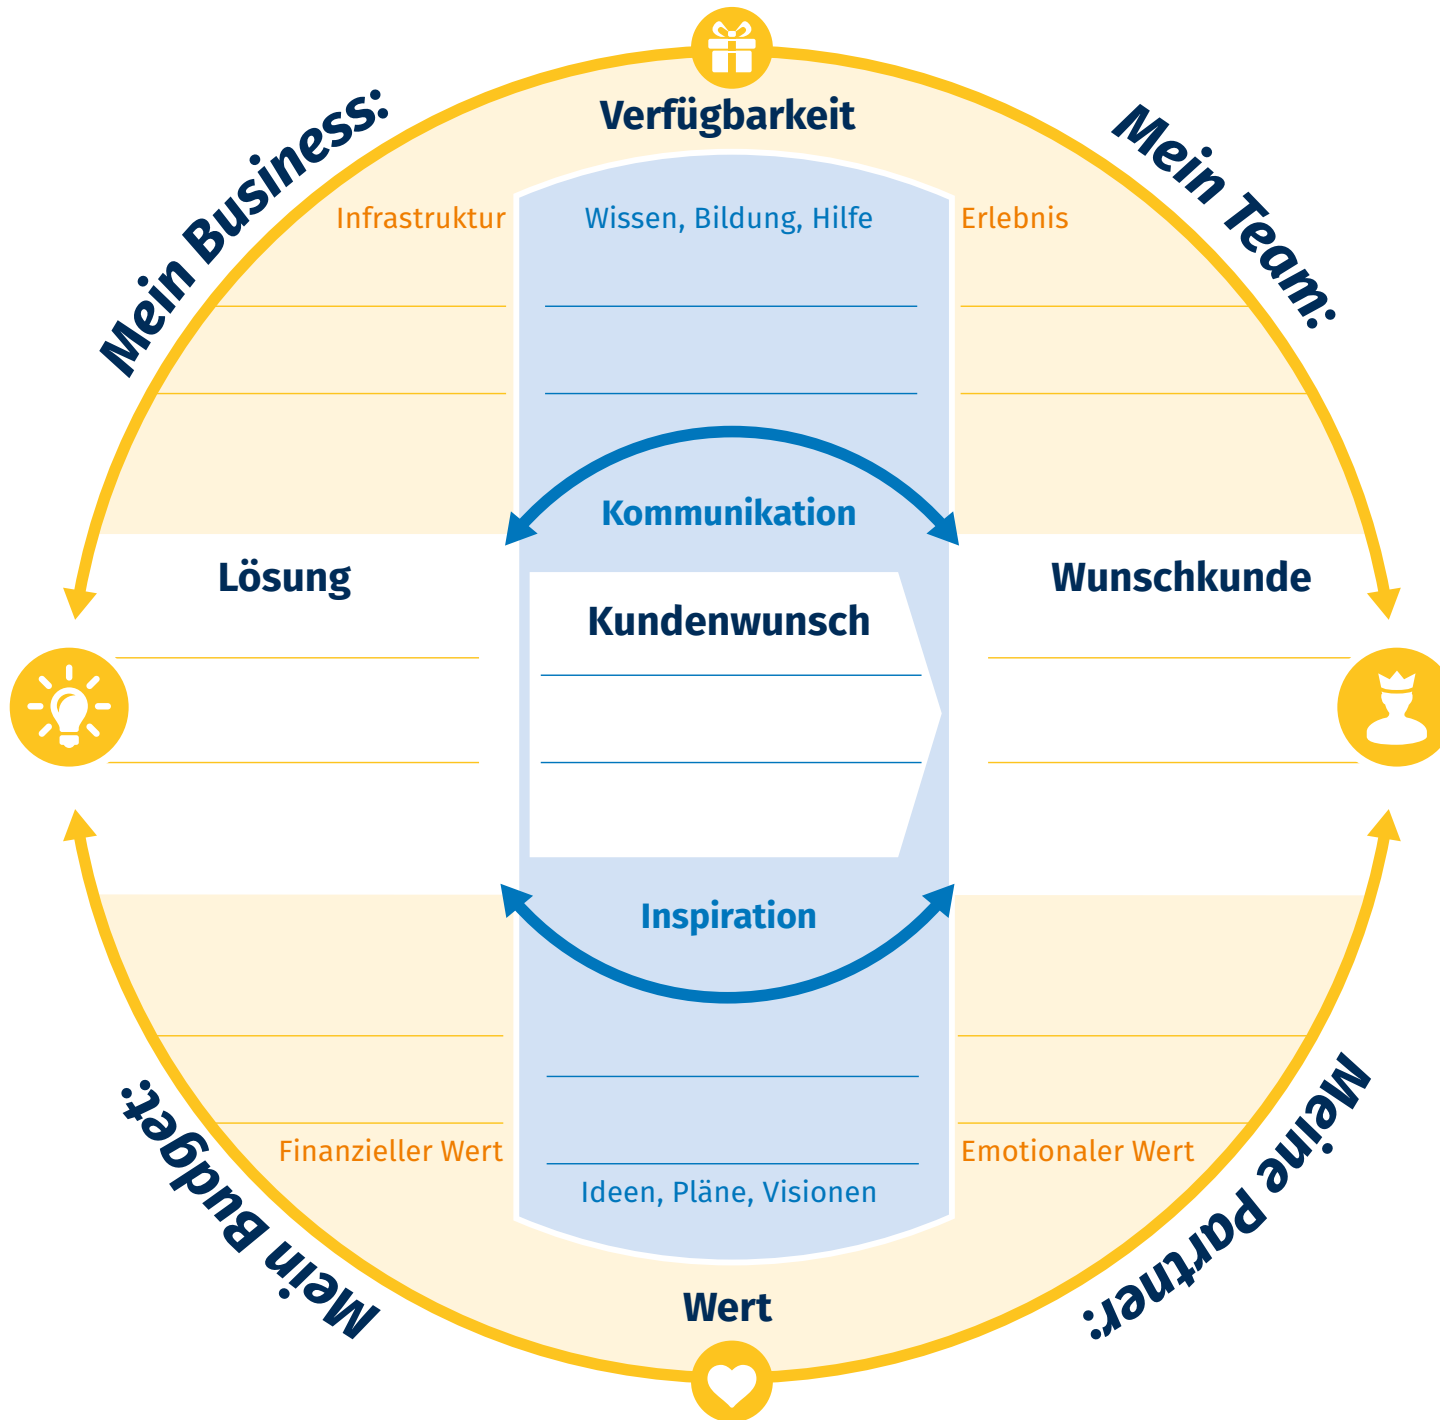 Verfügbarkeit
Mein Business:
Mein Team:
Infrastruktur
Wissen, Bildung, Hilfe
Erlebnis
Kommunikation
Lösung
Kundenwunsch
Wunschkunde
Inspiration
Finanzieller Wert
Ideen, Pläne, Visionen
Emotionaler Wert
Mein Budget:
Meine Partner:
Wert